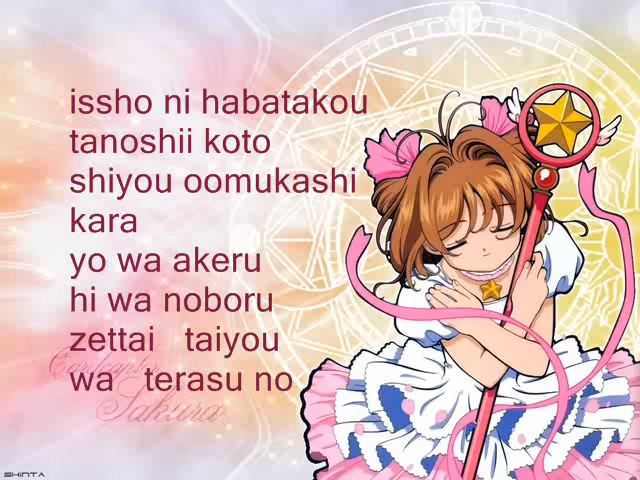 issho ni habatakou
tanoshii koto
shiyou oomukashi
kara
yo wa akeru
hi wa noboru
zettai taiyou
wa terasu no
Cardcaptor
Sakura
SHINTA